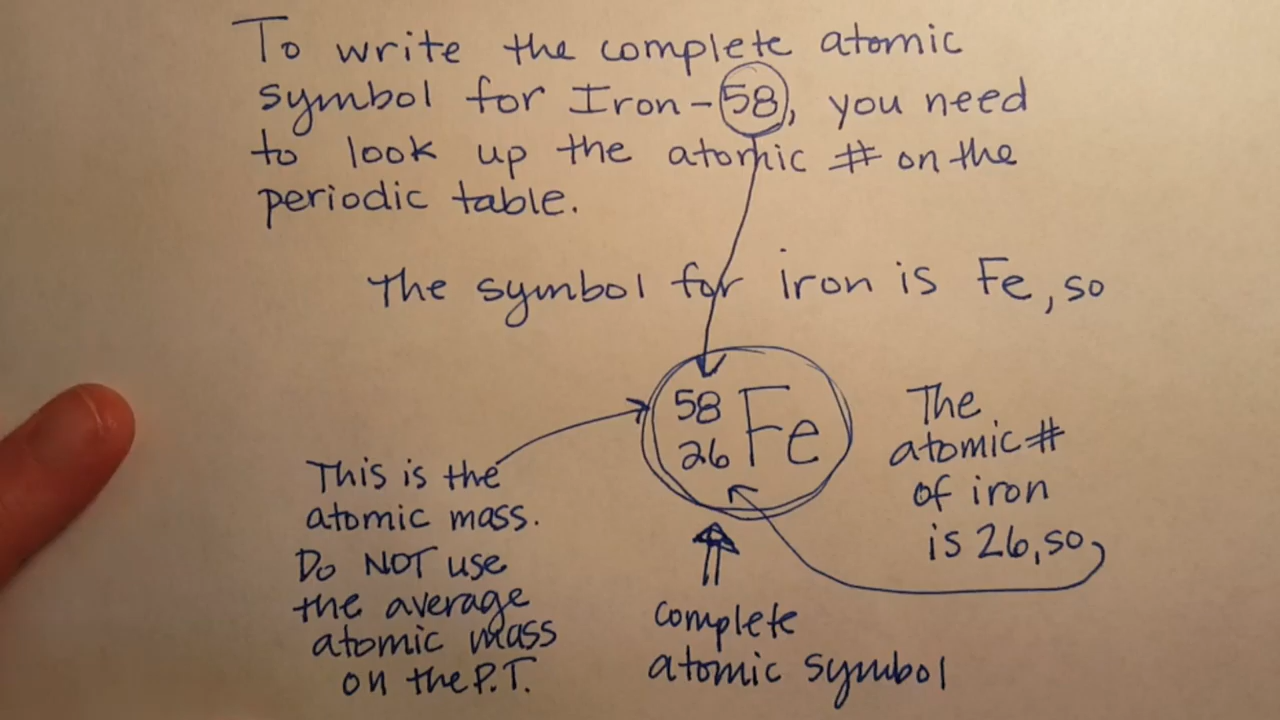 To write the complete atomic
symbol for Iron-58, you need
to look up the atomic # on the
periodic table.
The symbol for iron is Fe, so
58
26 Fe
This is the
atomic mass.
Do NOT use
the average
atomic mass
on the P.T.
The
atomic #
of iron
is 26, so
complete
atomic symbol